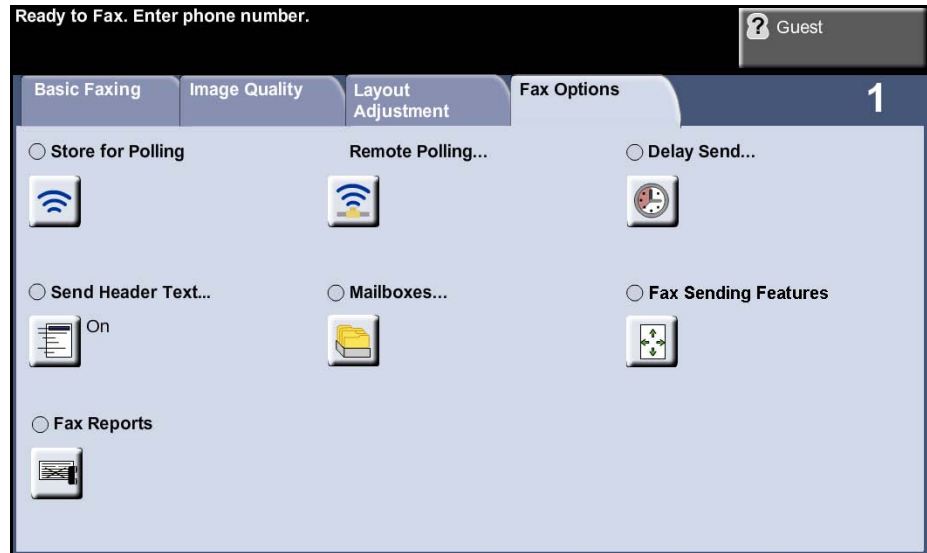 Ready to Fax. Enter phone number.
Guest
Basic Faxing
Image Quality
Layout
Adjustment
Fax Options
1
Store for Polling
Remote Polling...
Delay Send...
Send Header Text...
On
Mailboxes...
Fax Sending Features
Fax Reports